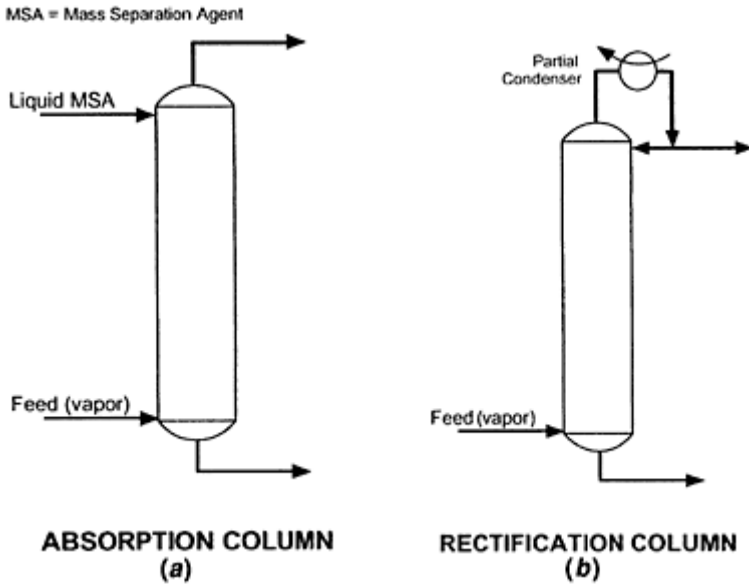 MSA = Mass Separation Agent
Liquid MSA
Feed (vapor)
ABSORPTION COLUMN
(a)
Partial
Condenser
Feed (vapor)
RECTIFICATION COLUMN
(b)